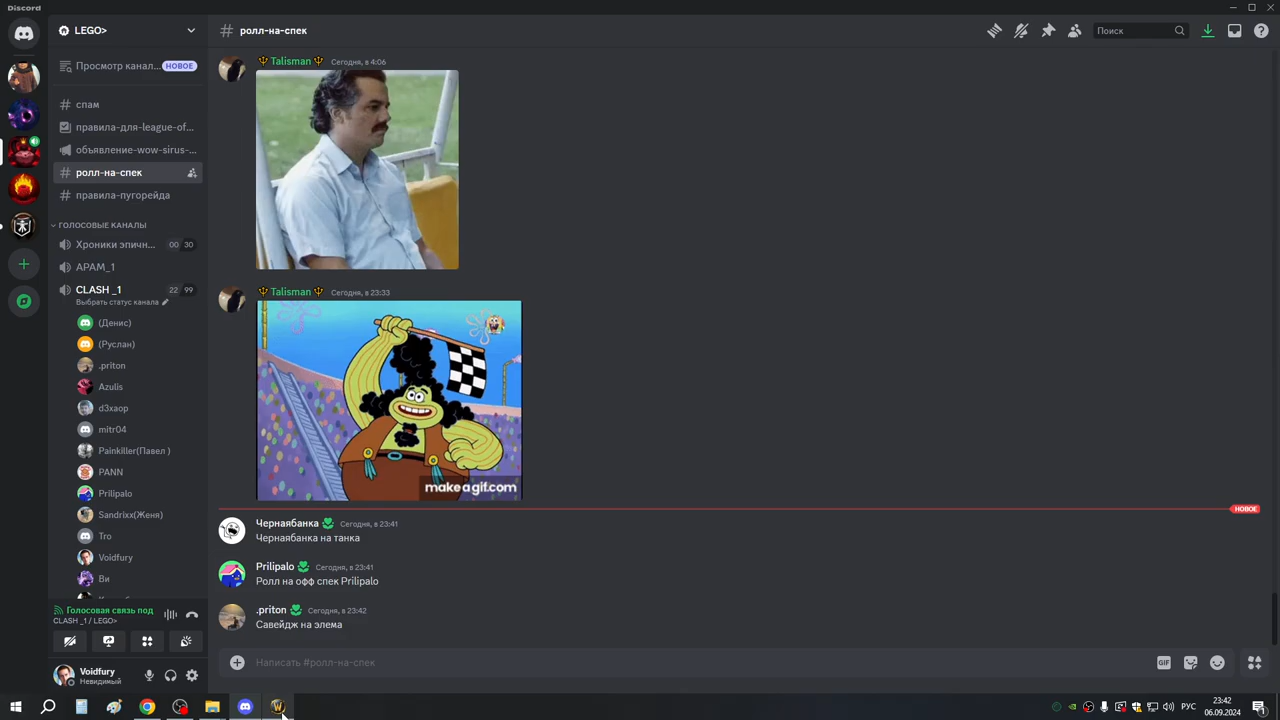 Discord
LEGO>
ролл-на-спек
Поиск
Просмотр канал...
НОВОЕ
спам
правила-для-league-of...
объявление-wow-sirus-...
ролл-на-спек
правила-пугорейда
ГОЛОСОВЫЕ КАНАЛЫ
Хроники эпичн...
00 30
АРАМ_1
CLASH _1
22 99
Выбрать статус канала
(Денис)
(Руслан)
.priton
Azulis
d3xaop
mitr04
Painkiller(Павел )
PANN
Prilipalo
Sandrixx(Женя)
Tro
Voidfury
Ви
Голосовая связь под
CLASH _1 / LEGO>
Voidfury
Невидимый
Talisman
Сегодня, в 4:06
Talisman
Сегодня, в 23:33
make a gif.com
НОВОЕ
Чернаябанка
Сегодня, в 23:41
Чернаябанка на танка
Prilipalo
Сегодня, в 23:41
Ролл на офф спек Prilipalo
.priton
Сегодня, в 23:42
Савейдж на элема
Написать #ролл-на-спек
GIF
РУС
23:42
06.09.2024